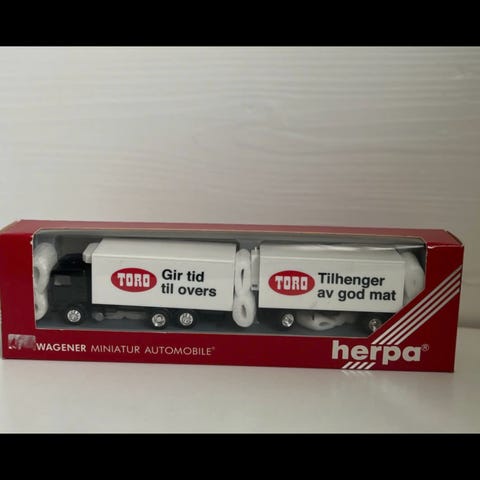 TORO
Gir tid
til overs
TORO
Tilhenger
av god mat
WAGENER MINIATUR AUTOMOBILE®
herpa®